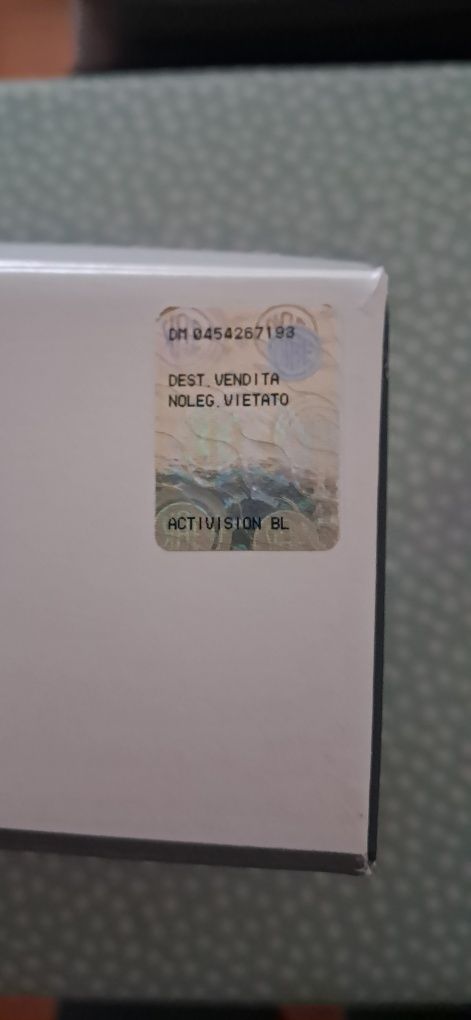 DM 0454267193
DEST. VENDITA
NOLEG. VIETATO
ACTIVISION BL